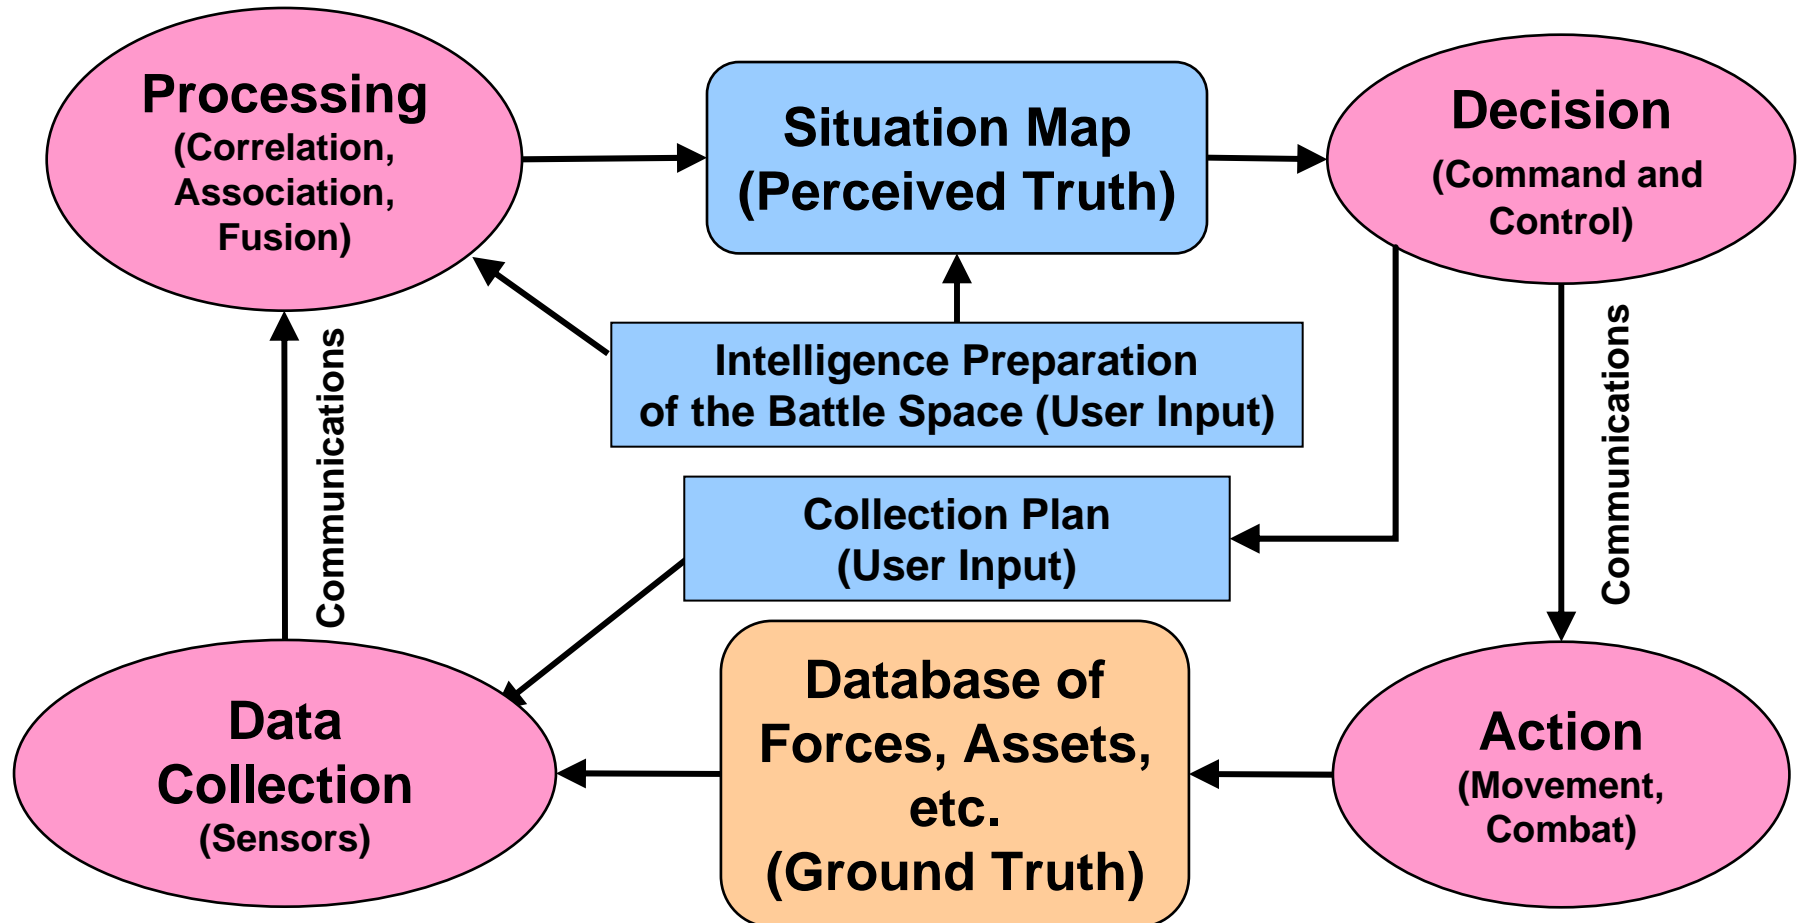 Processing
(Correlation,
Association,
Fusion)
Situation Map
(Perceived Truth)
Decision
(Command and
Control)
Intelligence Preparation
of the Battle Space (User Input)
Communications
Communications
Collection Plan
(User Input)
Data
Collection
(Sensors)
Database of
Forces, Assets,
etc.
(Ground Truth)
Action
(Movement,
Combat)